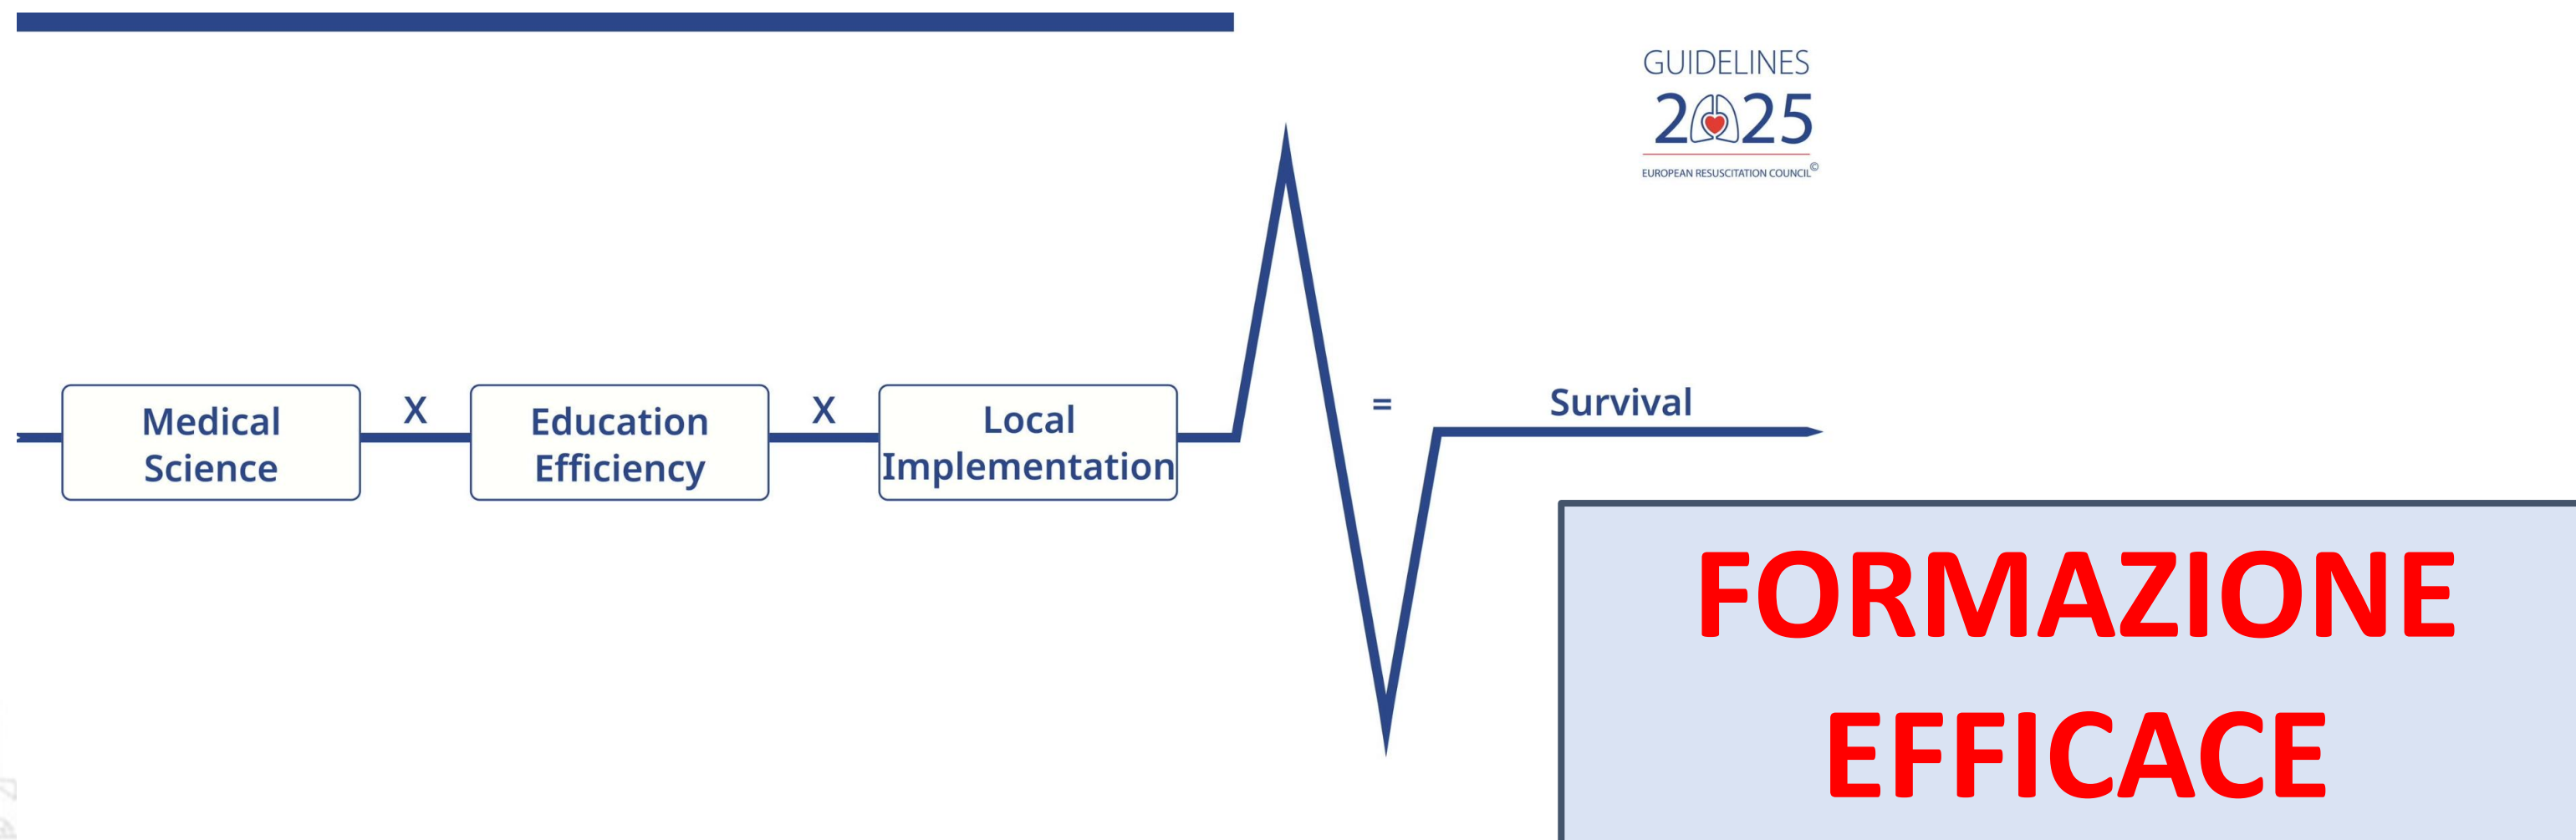 GUIDELINES
2025
EUROPEAN RESUSCITATION COUNCIL©
Medical
Science
X
Education
Efficiency
X
Local
Implementation
=
Survival
FORMAZIONE
EFFICACE